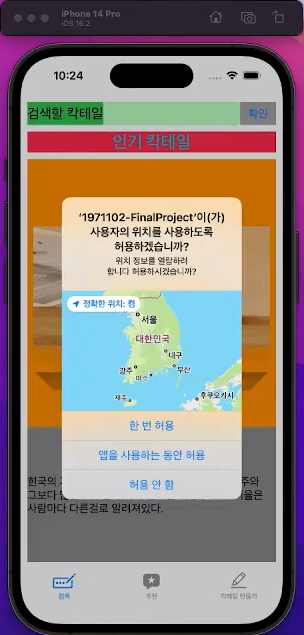 iPhone 14 Pro
iOS 16.2
10:24
검색할 칵테일
확인
인기 칵테일
'1971102-FinalProject'이(가)
사용자의 위치를 사용하도록
허용하겠습니까?
위치 정보를 열람하려
합니다 허용하시겠습니까?
정확한 위치: 켬
서울
대한민국
대구
광주
부산
제주
후쿠오카시
한 번 허용
앱을 사용하는 동안 허용
허용 안 함
한국의
주와
그보다
율은
사람마다 다른걸로 알려져있다.
검색
추천
칵테일 만들기